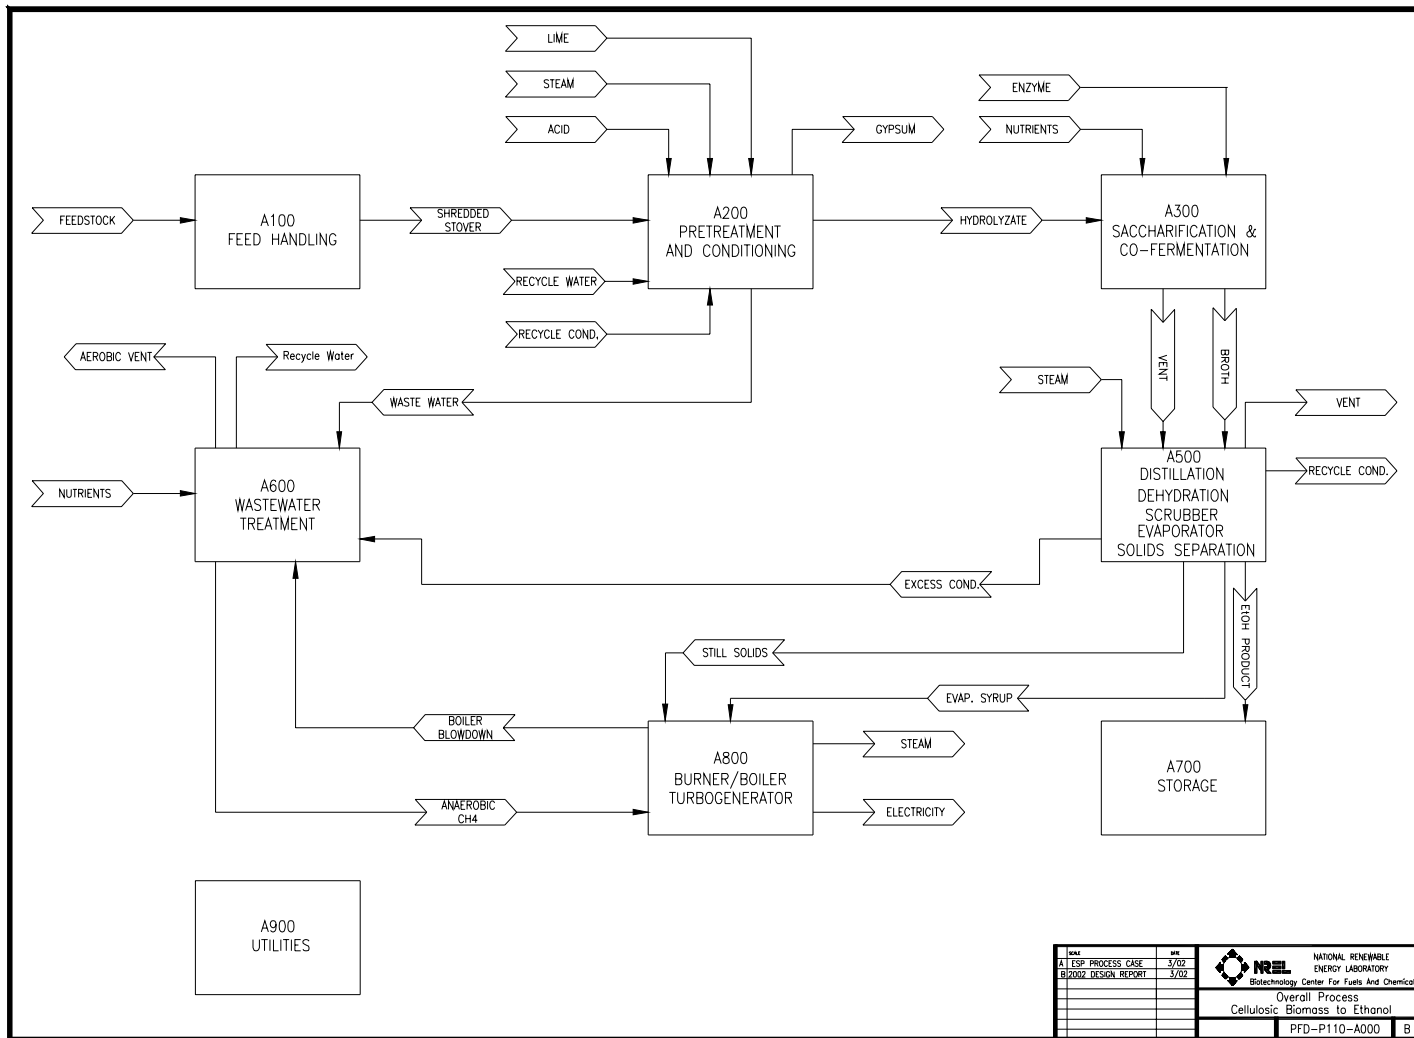 LIME
STEAM
ACID
GYPSUM
ENZYME
NUTRIENTS
FEEDSTOCK
A100
FEED HANDLING
SHREDDED
STOVER
A200
PRETREATMENT
AND CONDITIONING
HYDROLYZATE
A300
SACCHARIFICATION &
CO-FERMENTATION
RECYCLE WATER
RECYCLE COND.
AEROBIC VENT
Recycle Water
WASTE WATER
STEAM
VENT
BROTH
VENT
RECYCLE COND.
NUTRIENTS
A600
WASTEWATER
TREATMENT
A500
DISTILLATION
DEHYDRATION
SCRUBBER
EVAPORATOR
SOLIDS SEPARATION
EXCESS COND.
STILL SOLIDS
EtOH PRODUCT
EVAP. SYRUP
BOILER
BLOWDOWN
A800
BURNER/BOILER
TURBOGENERATOR
STEAM
ELECTRICITY
ANAEROBIC
CH4
A700
STORAGE
A900
UTILITIES
SCALE DATE
A ESP PROCESS CASE 3/02
B 2002 DESIGN REPORT 3/02
NREL
NATIONAL RENEWABLE
ENERGY LABORATORY
Biotechnology Center For Fuels And Chemical
Overall Process
Cellulosic Biomass to Ethanol
PFD-P110-A000 B